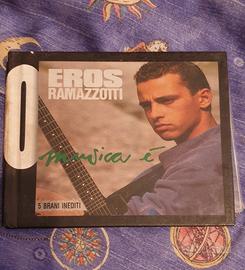 EROS
RAMAZZOTTI
musica è
5 BRANI INEDITI